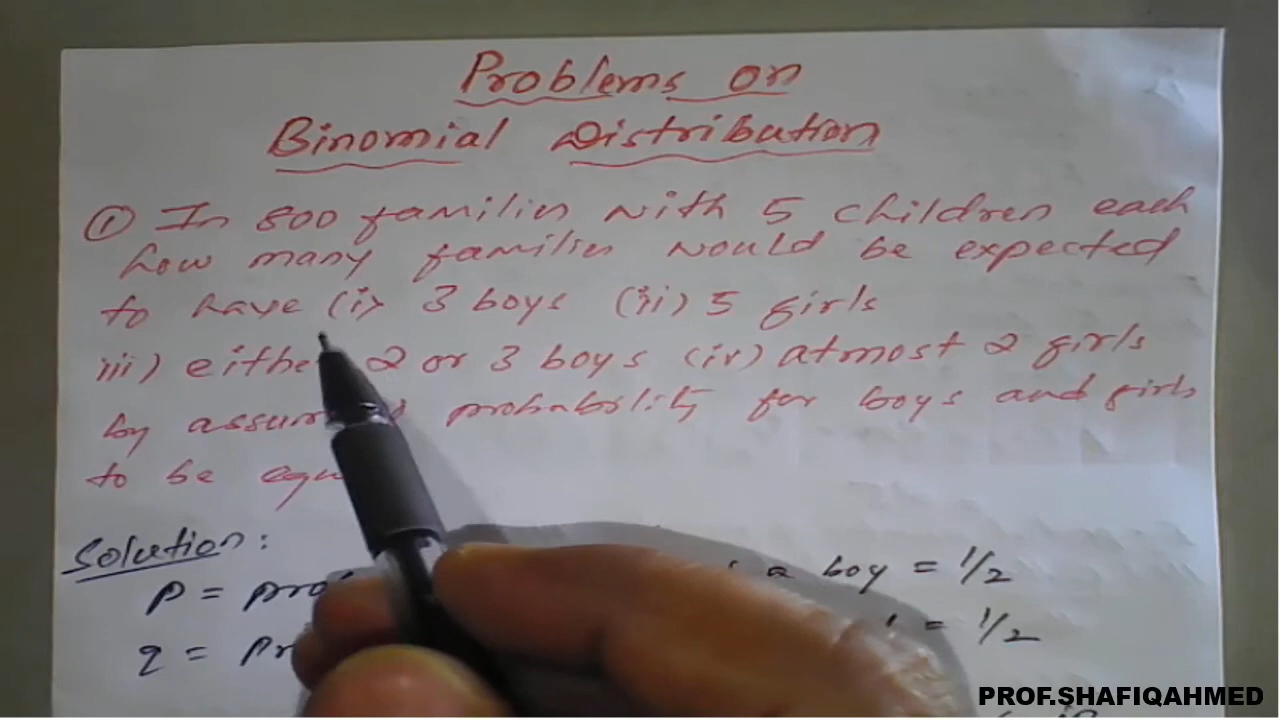 Problems on
Binomial Distribution
① In 800 families with 5 children each
how many families would be expected
to have (i) 3 boys (ii) 5 girls
iii) either 2 or 3 boys (iv) atmost 2 girls
by probability for boys and girls
to be
Solution:
p = a boy = 1/2
q = = 1/2
PROF.SHAFIQAHMED